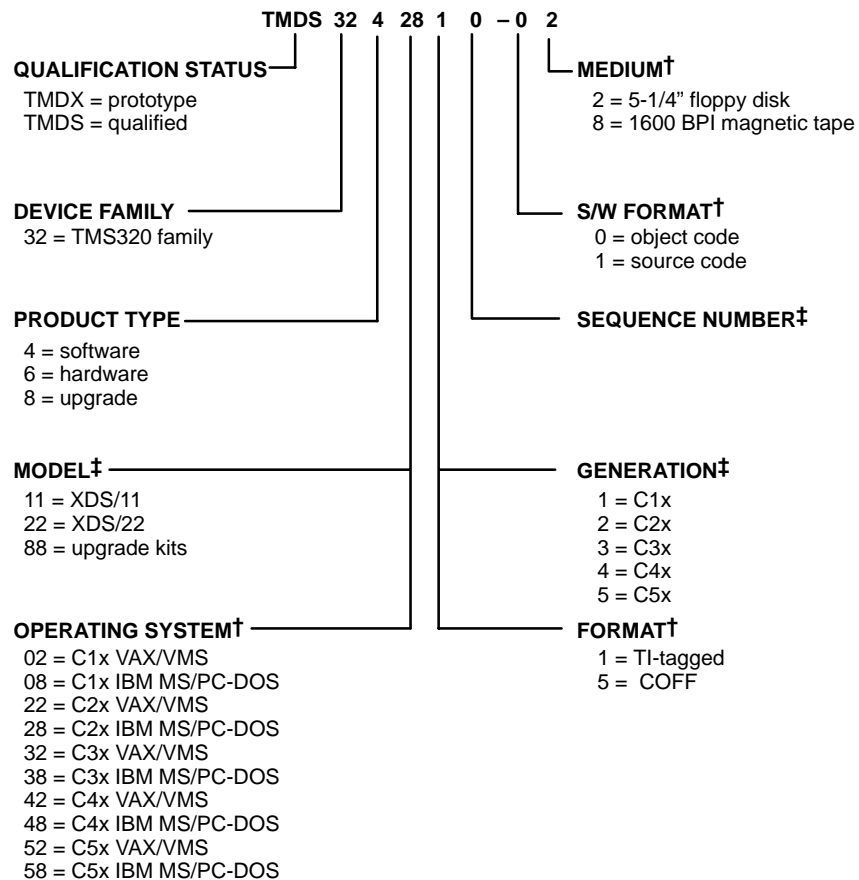 TMDS 32 4 28 1 0 – 0 2
QUALIFICATION STATUS
TMDX = prototype
TMDS = qualified
DEVICE FAMILY
32 = TMS320 family
PRODUCT TYPE
4 = software
6 = hardware
8 = upgrade
MODEL‡
11 = XDS/11
22 = XDS/22
88 = upgrade kits
OPERATING SYSTEM†
02 = C1x VAX/VMS
08 = C1x IBM MS/PC-DOS
22 = C2x VAX/VMS
28 = C2x IBM MS/PC-DOS
32 = C3x VAX/VMS
38 = C3x IBM MS/PC-DOS
42 = C4x VAX/VMS
48 = C4x IBM MS/PC-DOS
52 = C5x VAX/VMS
58 = C5x IBM MS/PC-DOS
MEDIUM†
2 = 5-1/4” floppy disk
8 = 1600 BPI magnetic tape
S/W FORMAT†
0 = object code
1 = source code
SEQUENCE NUMBER‡
GENERATION‡
1 = C1x
2 = C2x
3 = C3x
4 = C4x
5 = C5x
FORMAT†
1 = TI-tagged
5 = COFF